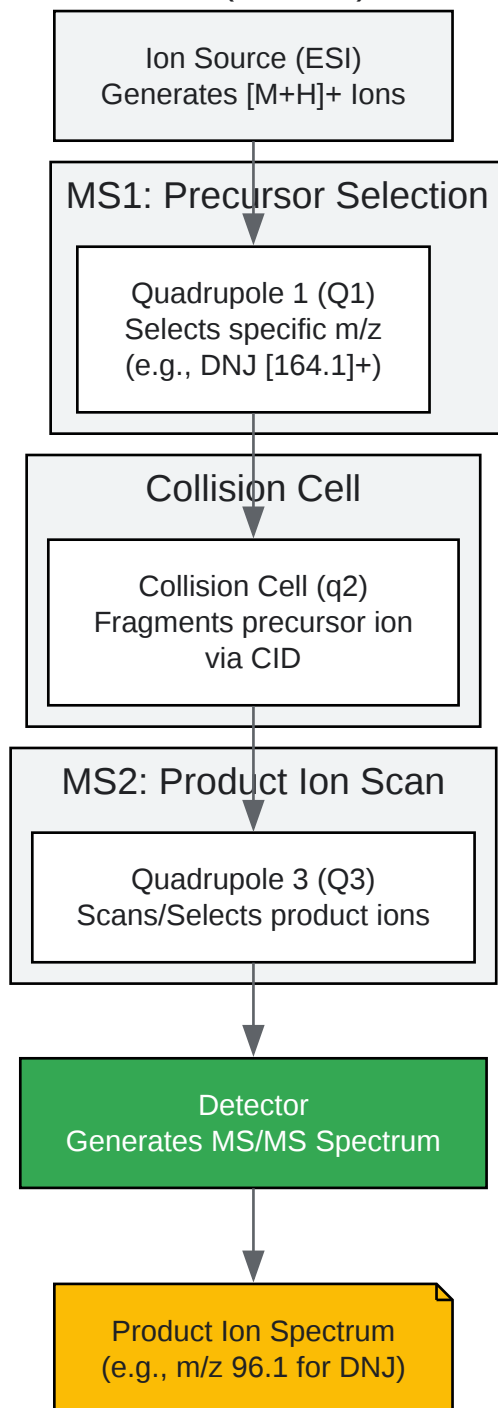 Ion Source (ESI)
Generates [M+H]+ Ions
MS1: Precursor Selection
Quadrupole 1 (Q1)
Selects specific m/z
(e.g., DNJ [164.1]+)
Collision Cell
Collision Cell (q2)
Fragments precursor ion
via CID
MS2: Product Ion Scan
Quadrupole 3 (Q3)
Scans/Selects product ions
Detector
Generates MS/MS Spectrum
Product Ion Spectrum
(e.g., m/z 96.1 for DNJ)